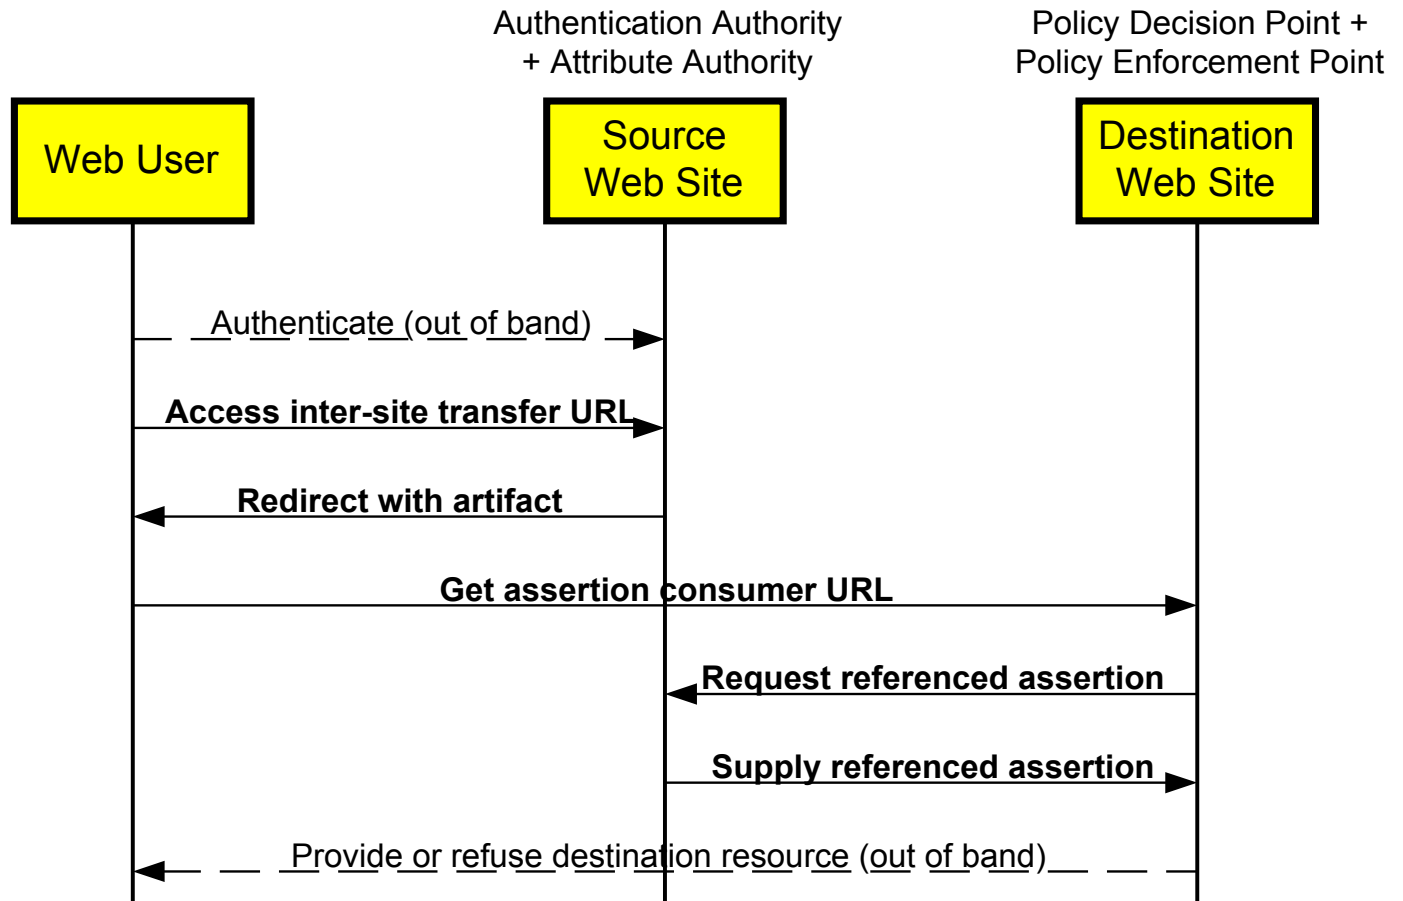 Authentication Authority
+ Attribute Authority
Policy Decision Point +
Policy Enforcement Point
Web User
Source
Web Site
Destination
Web Site
Authenticate (out of band)
Access inter-site transfer URL
Redirect with artifact
Get assertion consumer URL
Request referenced assertion
Supply referenced assertion
Provide or refuse destination resource (out of band)